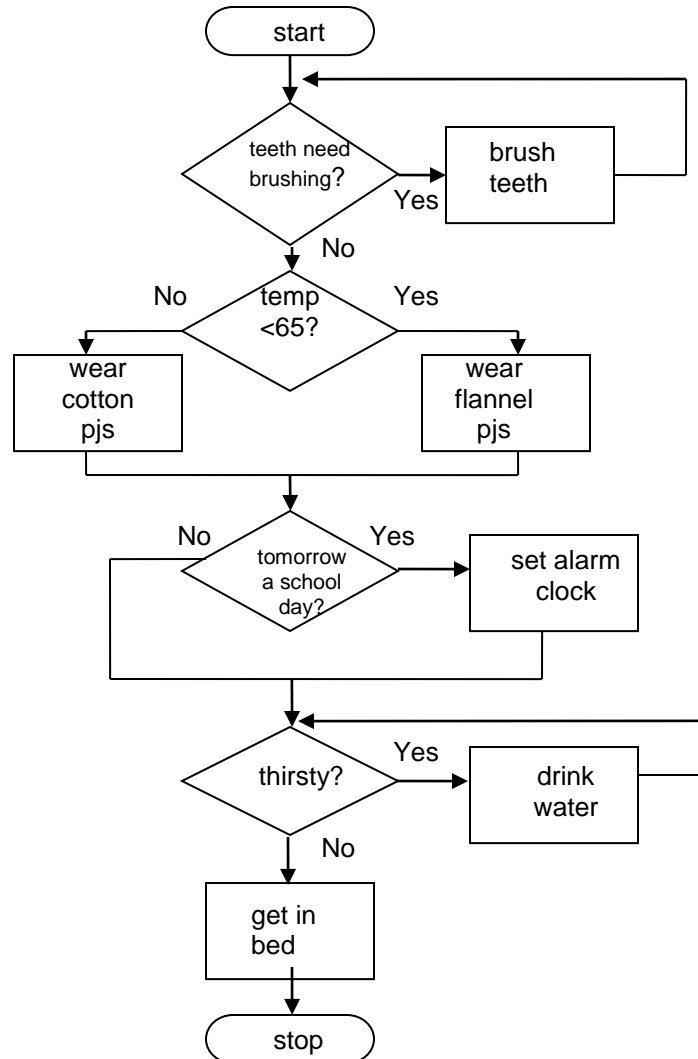 start
teeth need
brushing?
Yes
brush
teeth
No
No
temp
<65?
Yes
wear
cotton
pjs
wear
flannel
pjs
No
tomorrow
a school
day?
Yes
set alarm
clock
thirsty?
Yes
drink
water
No
get in
bed
stop